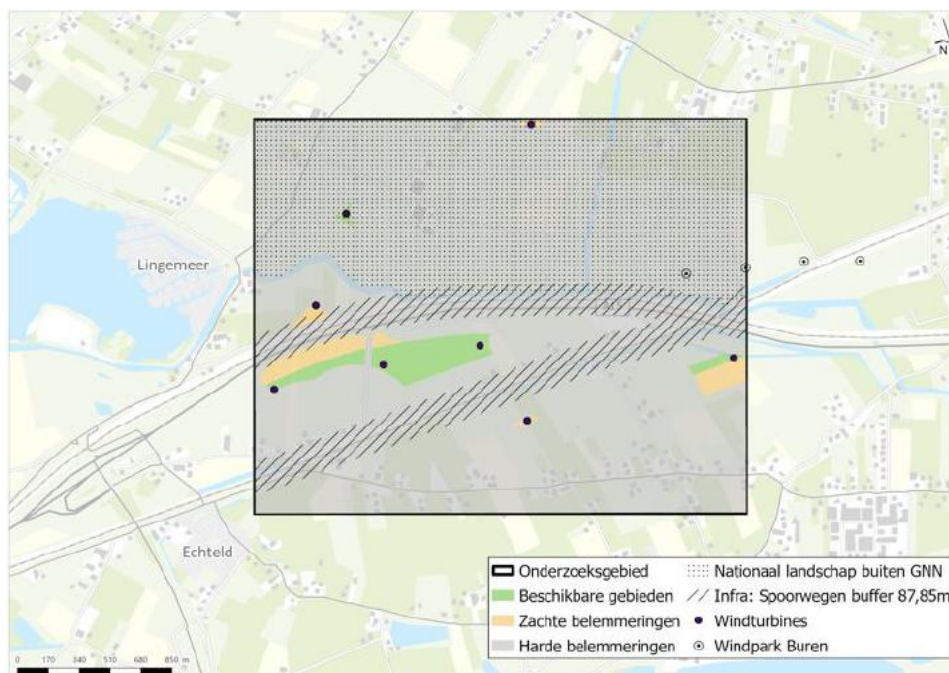 N
Lingemeer
A15
Echteld
Onderzoeksgebied
Beschikbare gebieden
Zachte belemmeringen
Harde belemmeringen
Nationaal landschap buiten GNN
Infra: Spoorwegen buffer 87,85m
Windturbines
Windpark Buren
0 170 340 510 680 850 m